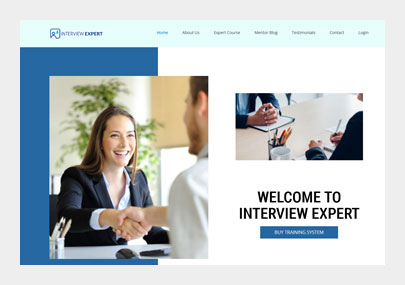 INTERVIEW EXPERT
Home About Us Expert Course Mentor Blog Testimonials Contact Login
WELCOME TO
INTERVIEW EXPERT
BUY TRAINING SYSTEM